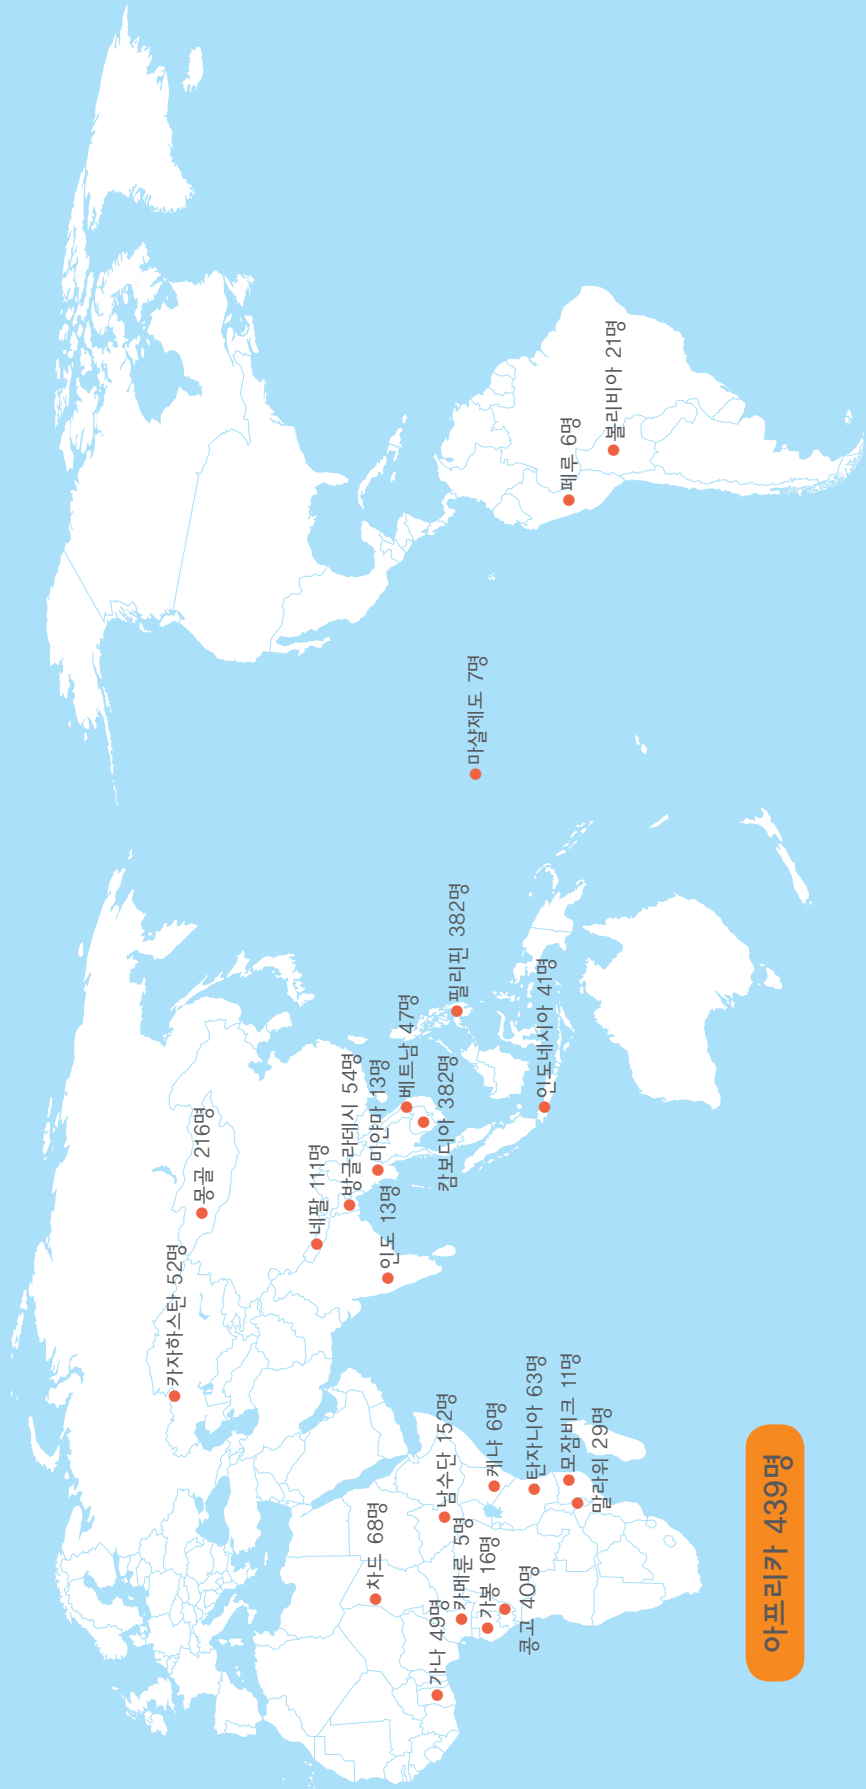 카자하스탄 52명
몽골 216명
네팔 111명
방글라데시 54명
미얀마 13명
인도 13명
베트남 47명
캄보디아 382명
필리핀 382명
인도네시아 41명
마샬제도 7명
페루 6명
볼리비아 21명
차드 68명
가나 49명
남수단 152명
카메룬 5명
가봉 16명
콩고 40명
케냐 6명
탄자니아 63명
모잠비크 11명
말라위 29명
아프리카 439명